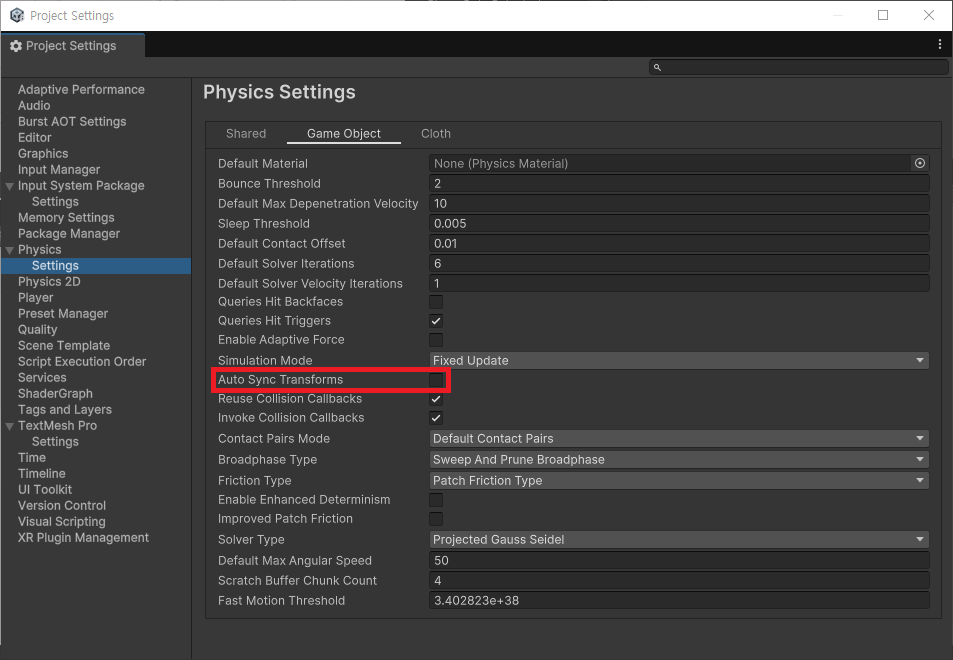 Project Settings
Project Settings
Adaptive Performance
Audio
Burst AOT Settings
Editor
Graphics
Input Manager
Input System Package
Settings
Memory Settings
Package Manager
Physics
Settings
Physics 2D
Player
Preset Manager
Quality
Scene Template
Script Execution Order
Services
ShaderGraph
Tags and Layers
TextMesh Pro
Settings
Time
Timeline
UI Toolkit
Version Control
Visual Scripting
XR Plugin Management
Physics Settings
Shared Game Object Cloth
Default Material None (Physics Material)
Bounce Threshold 2
Default Max Depenetration Velocity 10
Sleep Threshold 0.005
Default Contact Offset 0.01
Default Solver Iterations 6
Default Solver Velocity Iterations 1
Queries Hit Backfaces
Queries Hit Triggers
Enable Adaptive Force
Simulation Mode Fixed Update
Auto Sync Transforms
Reuse Collision Callbacks
Invoke Collision Callbacks
Contact Pairs Mode Default Contact Pairs
Broadphase Type Sweep And Prune Broadphase
Friction Type Patch Friction Type
Enable Enhanced Determinism
Improved Patch Friction
Solver Type Projected Gauss Seidel
Default Max Angular Speed 50
Scratch Buffer Chunk Count 4
Fast Motion Threshold 3.402823e+38